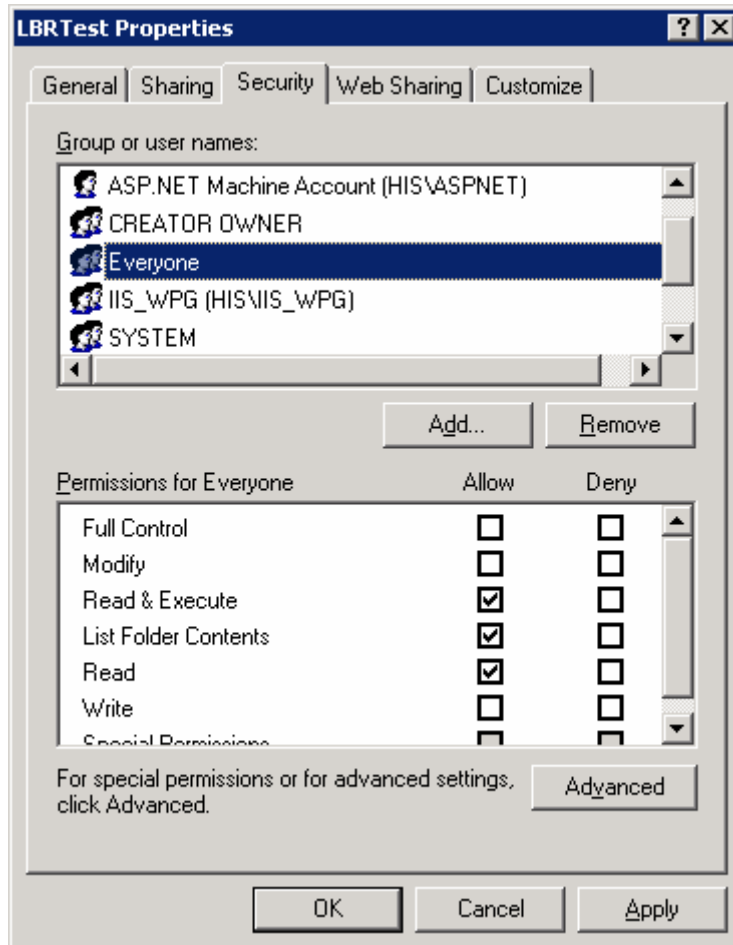 LBRTest Properties
General Sharing Security Web Sharing Customize
Group or user names:
ASP.NET Machine Account (HIS\ASPNET)
CREATOR OWNER
Everyone
IIS_WPG (HIS\IIS_WPG)
SYSTEM
Add... Remove
Permissions for Everyone Allow Deny
Full Control
Modify
Read & Execute
List Folder Contents
Read
Write
Special Permissions
For special permissions or for advanced settings,
click Advanced.
Advanced
OK Cancel Apply